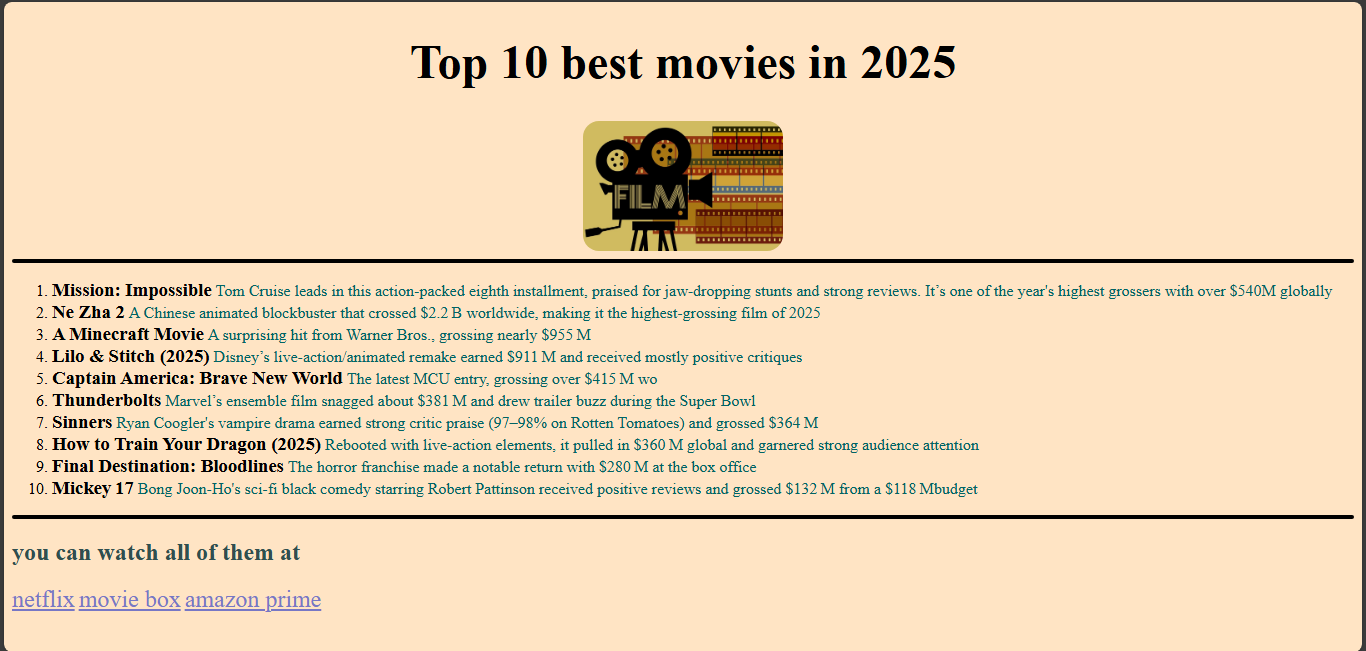 Top 10 best movies in 2025
FILM
1. Mission: Impossible Tom Cruise leads in this action-packed eighth installment, praised for jaw-dropping stunts and strong reviews. It’s one of the year's highest grossers with over $540M globally
2. Ne Zha 2 A Chinese animated blockbuster that crossed $2.2 B worldwide, making it the highest-grossing film of 2025
3. A Minecraft Movie A surprising hit from Warner Bros., grossing nearly $955 M
4. Lilo & Stitch (2025) Disney’s live-action/animated remake earned $911 M and received mostly positive critiques
5. Captain America: Brave New World The latest MCU entry, grossing over $415 M wo
6. Thunderbolts Marvel’s ensemble film snagged about $381 M and drew trailer buzz during the Super Bowl
7. Sinners Ryan Coogler's vampire drama earned strong critic praise (97–98% on Rotten Tomatoes) and grossed $364 M
8. How to Train Your Dragon (2025) Rebooted with live-action elements, it pulled in $360 M global and garnered strong audience attention
9. Final Destination: Bloodlines The horror franchise made a notable return with $280 M at the box office
10. Mickey 17 Bong Joon-Ho's sci-fi black comedy starring Robert Pattinson received positive reviews and grossed $132 M from a $118 Mbudget
you can watch all of them at
netflix movie box amazon prime